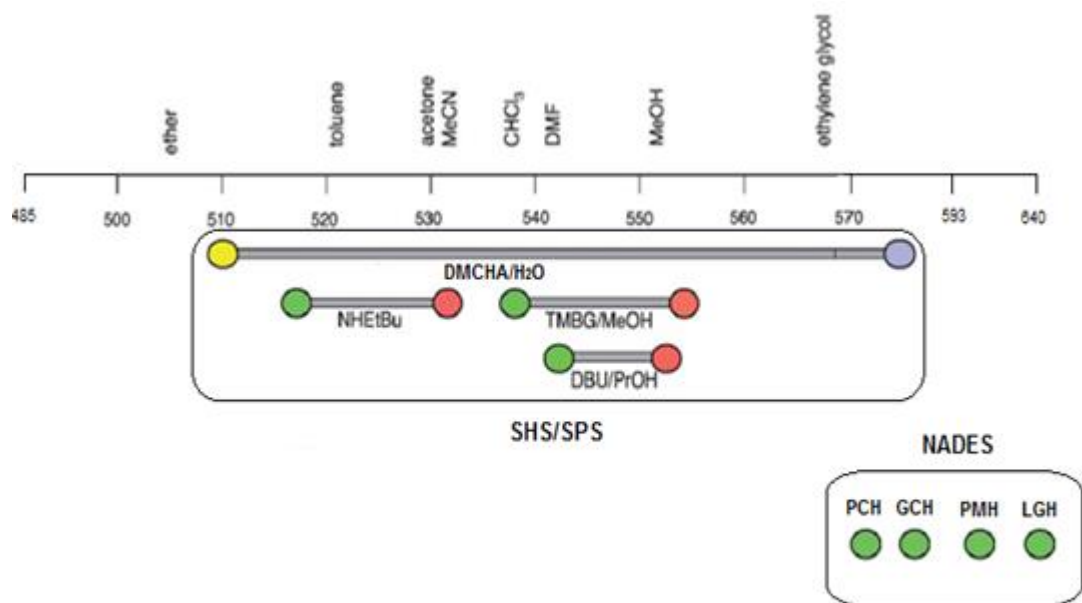 ether
toluene
acetone
MeCN
CHCl₃
DMF
MeOH
ethylene glycol
485 500 510 520 530 540 550 560 570 593 640
DMCHA/H₂O
NHEtBu TMBG/MeOH
DBU/PrOH
SHS/SPS
NADES
PCH GCH PMH LGH